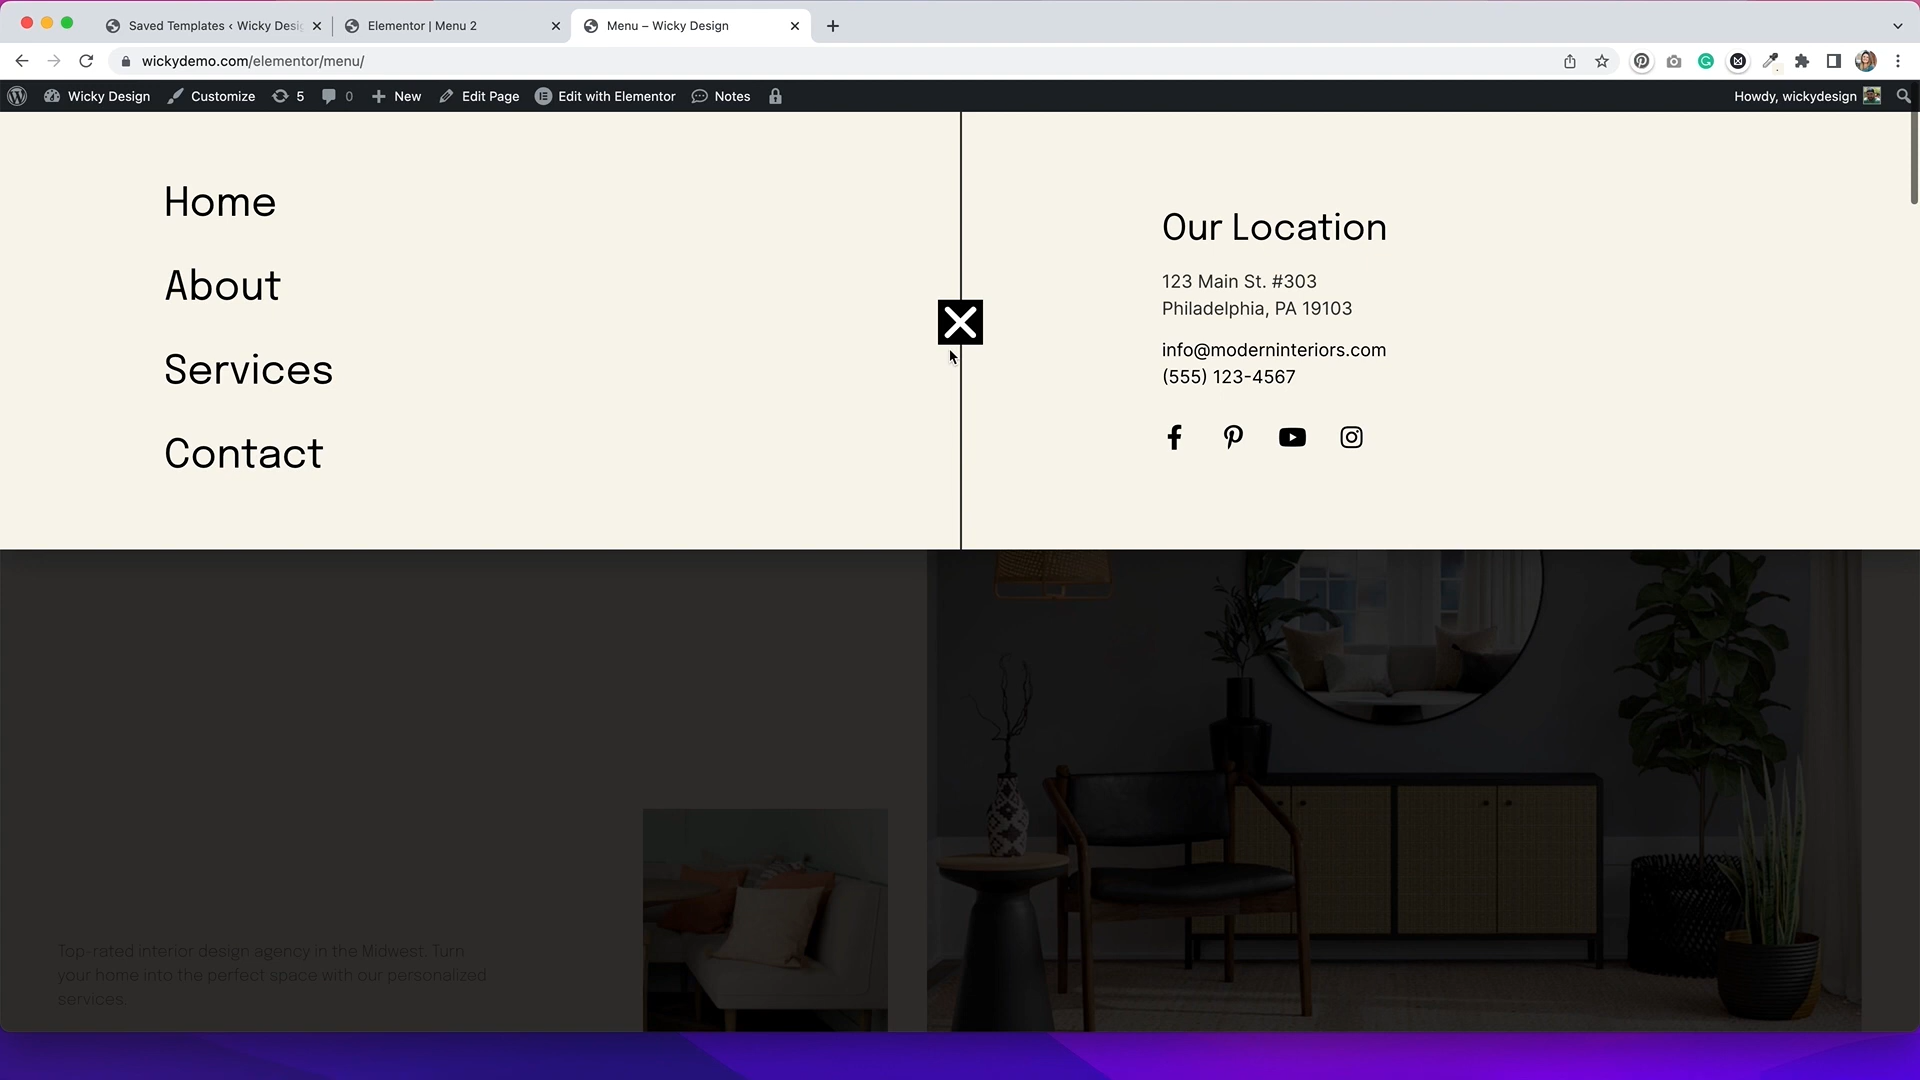 Saved Templates ‹ Wicky Desi
Elementor | Menu 2
Menu – Wicky Design
wickydemo.com/elementor/menu/
Wicky Design
Customize
5
0
New
Edit Page
Edit with Elementor
Notes
Howdy, wickydesign
Home
About
Services
Contact
Our Location
123 Main St. #303
Philadelphia, PA 19103
info@moderninteriors.com
(555) 123-4567
Top-rated interior design agency in the Midwest. Turn
your home into the perfect space with our personalized
services.